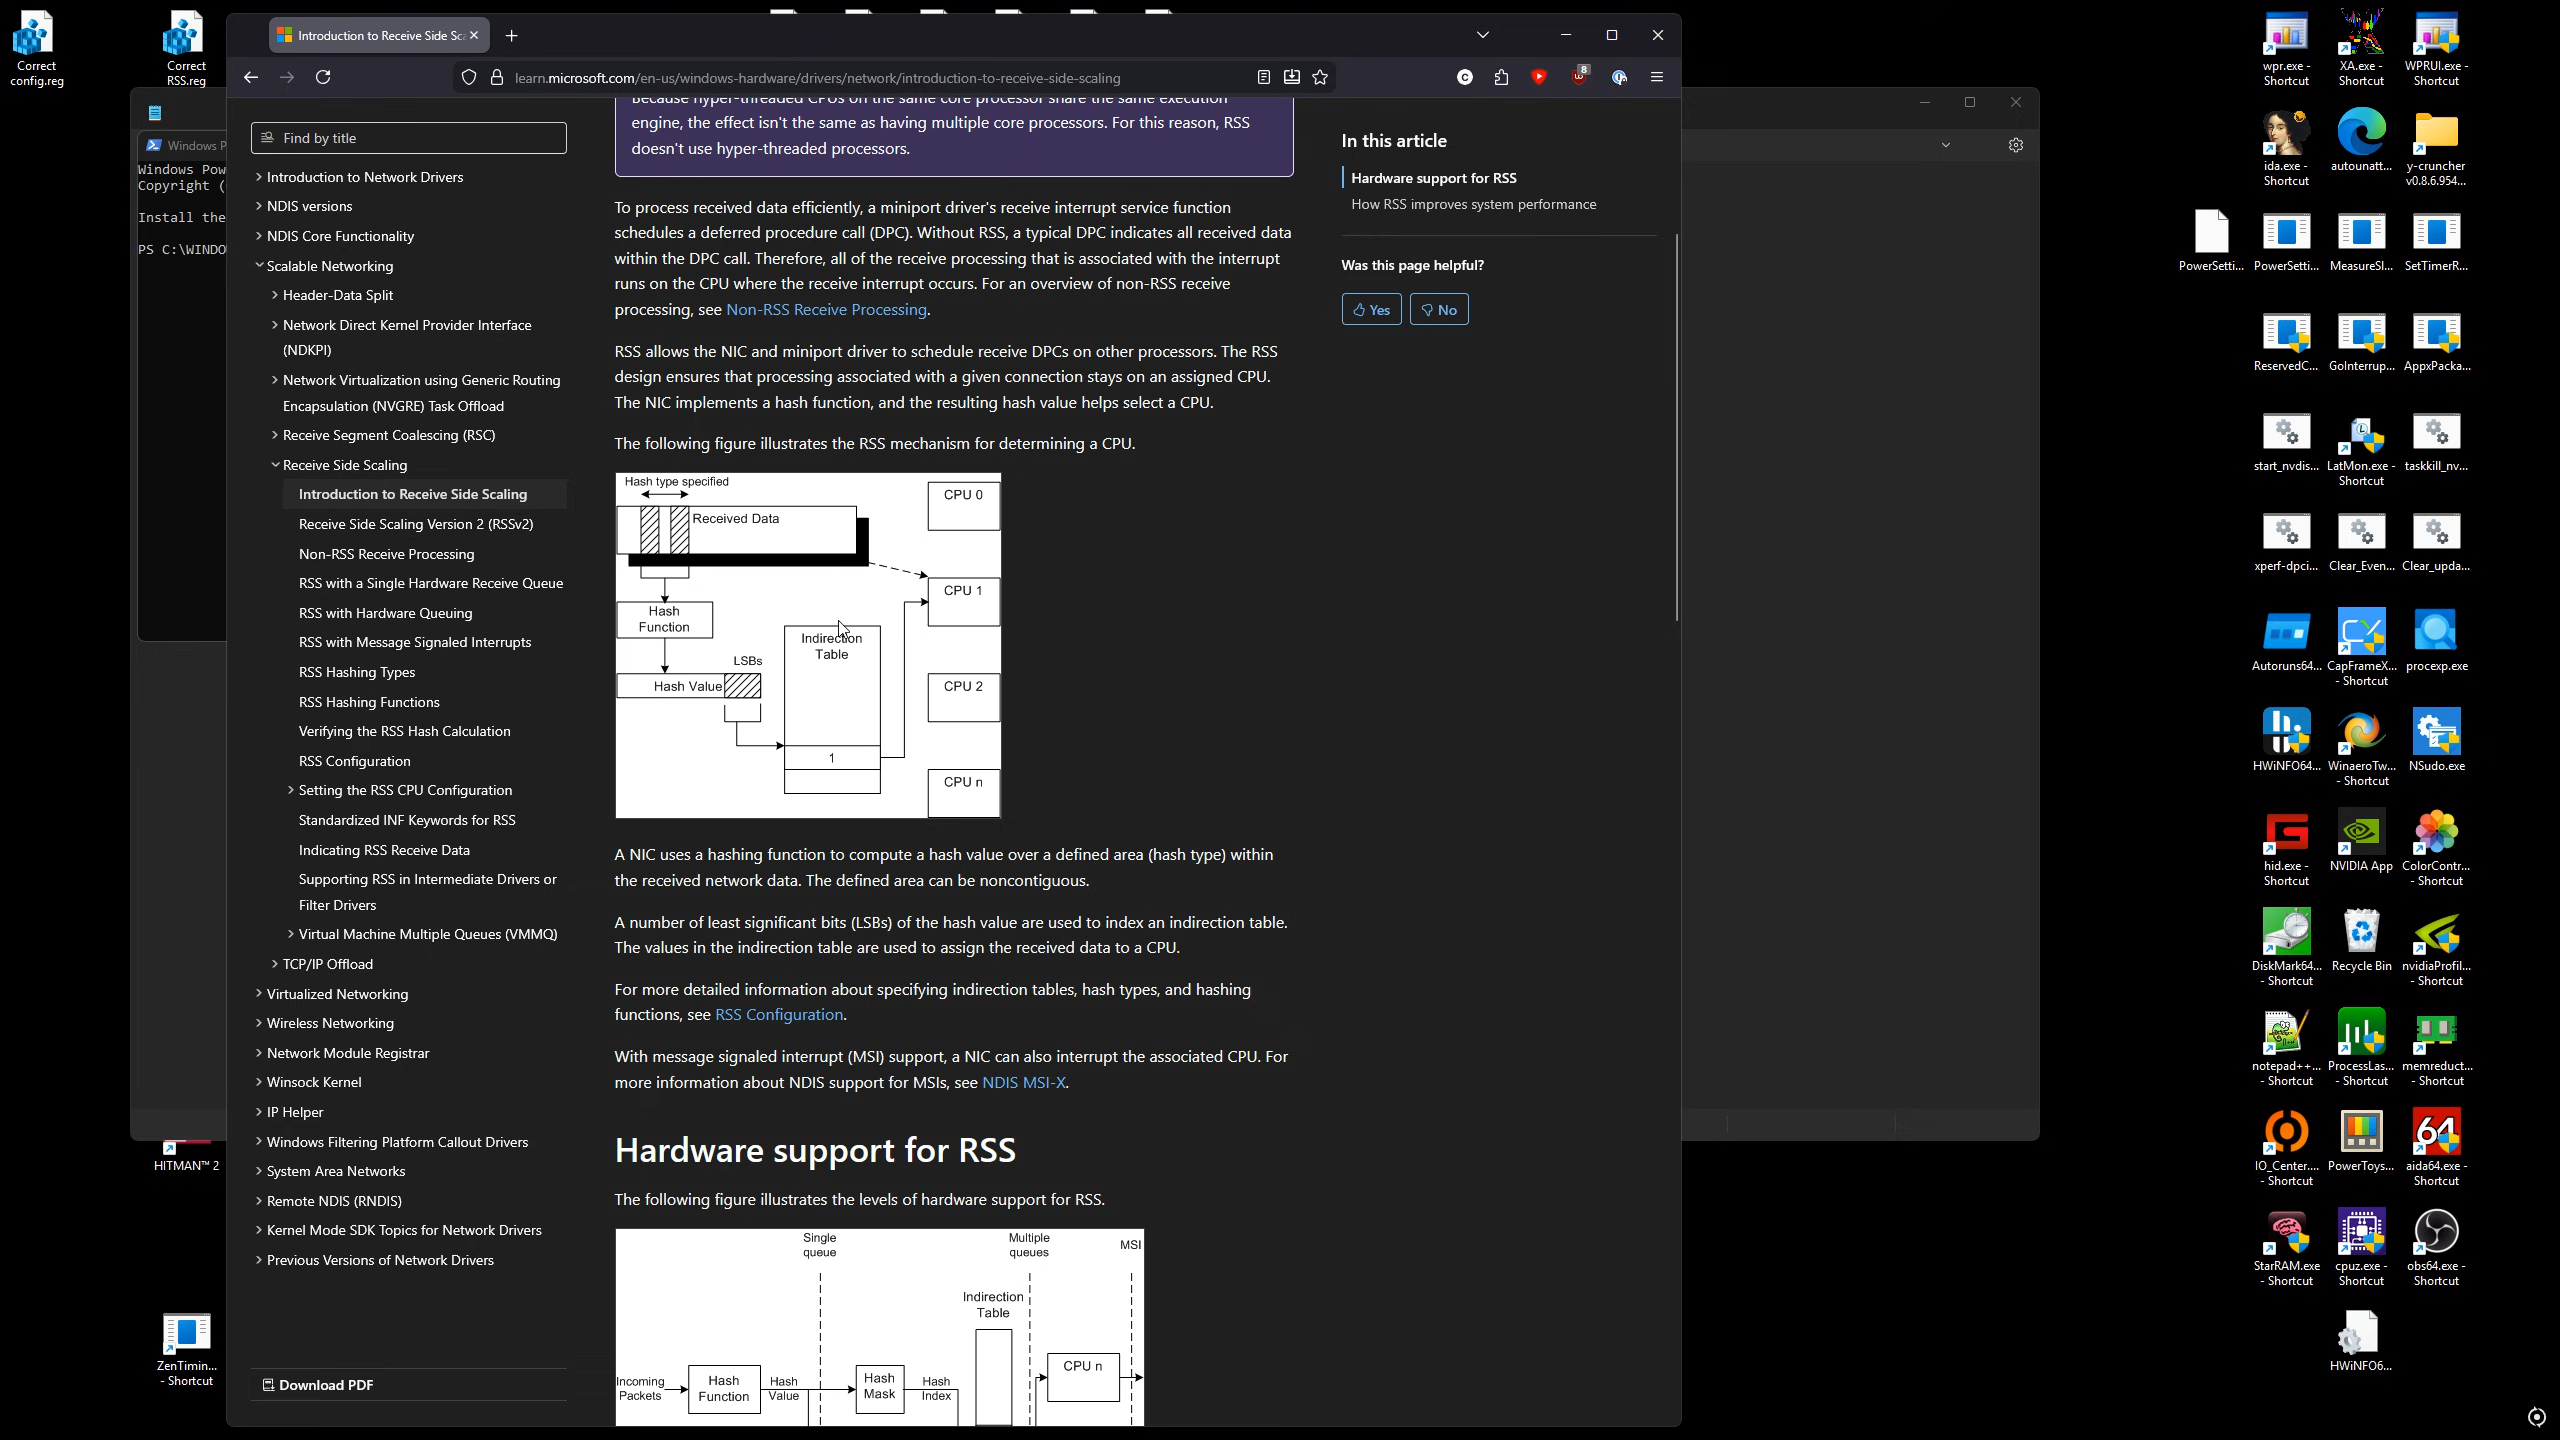 Correct
config.reg
Correct
RSS.reg
Introduction to Receive Side Sc
learn.microsoft.com/en-us/windows-hardware/drivers/network/introduction-to-receive-side-scaling
8
Windows P
Windows Pow
Copyright (
Install the
PS C:\WINDO
Find by title
Introduction to Network Drivers
NDIS versions
NDIS Core Functionality
Scalable Networking
Header-Data Split
Network Direct Kernel Provider Interface
(NDKPI)
Network Virtualization using Generic Routing
Encapsulation (NVGRE) Task Offload
Receive Segment Coalescing (RSC)
Receive Side Scaling
Introduction to Receive Side Scaling
Receive Side Scaling Version 2 (RSSv2)
Non-RSS Receive Processing
RSS with a Single Hardware Receive Queue
RSS with Hardware Queuing
RSS with Message Signaled Interrupts
RSS Hashing Types
RSS Hashing Functions
Verifying the RSS Hash Calculation
RSS Configuration
Setting the RSS CPU Configuration
Standardized INF Keywords for RSS
Indicating RSS Receive Data
Supporting RSS in Intermediate Drivers or
Filter Drivers
Virtual Machine Multiple Queues (VMMQ)
TCP/IP Offload
Virtualized Networking
Wireless Networking
Network Module Registrar
Winsock Kernel
IP Helper
Windows Filtering Platform Callout Drivers
System Area Networks
Remote NDIS (RNDIS)
Kernel Mode SDK Topics for Network Drivers
Previous Versions of Network Drivers
Download PDF
Because hyper-threaded CPUs on the same core processor share the same execution
engine, the effect isn't the same as having multiple core processors. For this reason, RSS
doesn't use hyper-threaded processors.
To process received data efficiently, a miniport driver's receive interrupt service function
schedules a deferred procedure call (DPC). Without RSS, a typical DPC indicates all received data
within the DPC call. Therefore, all of the receive processing that is associated with the interrupt
runs on the CPU where the receive interrupt occurs. For an overview of non-RSS receive
processing, see Non-RSS Receive Processing.
RSS allows the NIC and miniport driver to schedule receive DPCs on other processors. The RSS
design ensures that processing associated with a given connection stays on an assigned CPU.
The NIC implements a hash function, and the resulting hash value helps select a CPU.
The following figure illustrates the RSS mechanism for determining a CPU.
Hash type specified
Received Data
CPU 0
CPU 1
Hash
Function
Indirection
Table
LSBs
Hash Value
CPU 2
1
CPU n
A NIC uses a hashing function to compute a hash value over a defined area (hash type) within
the received network data. The defined area can be noncontiguous.
A number of least significant bits (LSBs) of the hash value are used to index an indirection table.
The values in the indirection table are used to assign the received data to a CPU.
For more detailed information about specifying indirection tables, hash types, and hashing
functions, see RSS Configuration.
With message signaled interrupt (MSI) support, a NIC can also interrupt the associated CPU. For
more information about NDIS support for MSIs, see NDIS MSI-X.
Hardware support for RSS
The following figure illustrates the levels of hardware support for RSS.
Single
queue
Multiple
queues
MSI
Indirection
Table
Incoming
Packets
Hash
Function
Hash
Value
Hash
Mask
Hash
Index
CPU n
In this article
Hardware support for RSS
How RSS improves system performance
Was this page helpful?
Yes
No
HITMAN™ 2
ZenTimin...
- Shortcut
wpr.exe -
Shortcut
XA.exe -
Shortcut
WPRUI.exe -
Shortcut
ida.exe -
Shortcut
autounatt...
y-cruncher
v0.8.6.954...
PowerSetti...
PowerSetti...
MeasureSl...
SetTimerR...
ReservedC...
GoInterrup...
AppxPacka...
start_nvdis...
LatMon.exe -
Shortcut
taskkill_nv...
xperf-dpci...
Clear_Even...
Clear_upda...
Autoruns64...
CapFrameX...
- Shortcut
procexp.exe
HWiNFO64...
WinaeroTw...
- Shortcut
NSudo.exe
hid.exe -
Shortcut
NVIDIA App
ColorContr...
- Shortcut
DiskMark64...
- Shortcut
Recycle Bin
nvidiaProfil...
- Shortcut
notepad++...
- Shortcut
ProcessLas...
- Shortcut
memreduct...
- Shortcut
IO_Center....
- Shortcut
PowerToys...
64
aida64.exe -
Shortcut
StarRAM.exe
- Shortcut
cpuz.exe -
Shortcut
obs64.exe -
Shortcut
HWiNFO6...